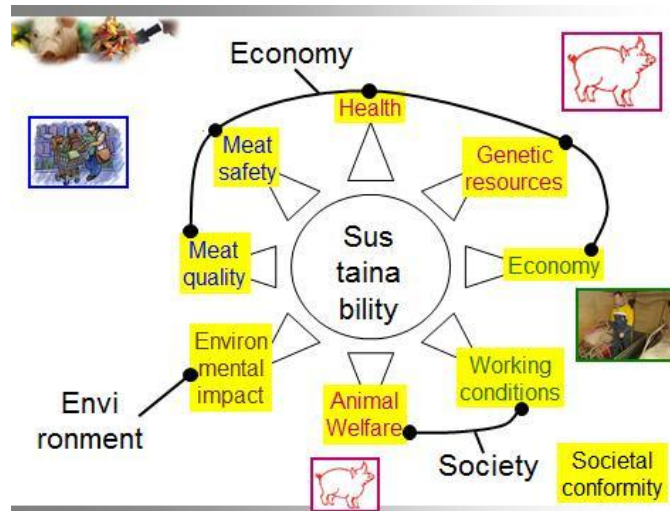 Economy
Health
Meat
safety
Genetic
resources
Sus
taina
bility
Meat
quality
Economy
Environ
mental
impact
Working
conditions
Animal
Welfare
Envi
ronment
Society
Societal
conformity